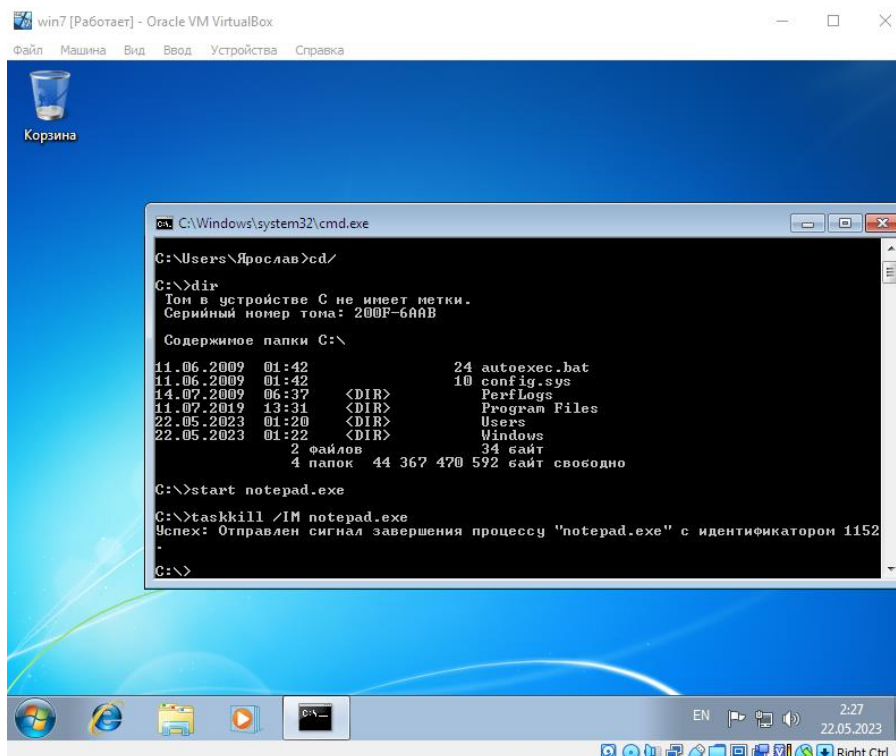 win7 [Работает] - Oracle VM VirtualBox
Файл Машина Вид Ввод Устройства Справка
Корзина
C:\Windows\system32\cmd.exe
C:\Users\Ярослав>cd/
C:\>dir
Том в устройстве C не имеет метки.
Серийный номер тома: 200F-6AAB
Содержимое папки C:\
11.06.2009 01:42 24 autoexec.bat
11.06.2009 01:42 10 config.sys
14.07.2009 06:37 <DIR> PerfLogs
11.07.2019 13:31 <DIR> Program Files
22.05.2023 01:20 <DIR> Users
22.05.2023 01:22 <DIR> Windows
2 файлов 34 байт
4 папок 44 367 470 592 байт свободно
C:\>start notepad.exe
C:\>taskkill /IM notepad.exe
Успех: Отправлен сигнал завершения процессу "notepad.exe" с идентификатором 1152
.
C:\>
C:\_
EN
2:27
22.05.2023
Right Ctrl